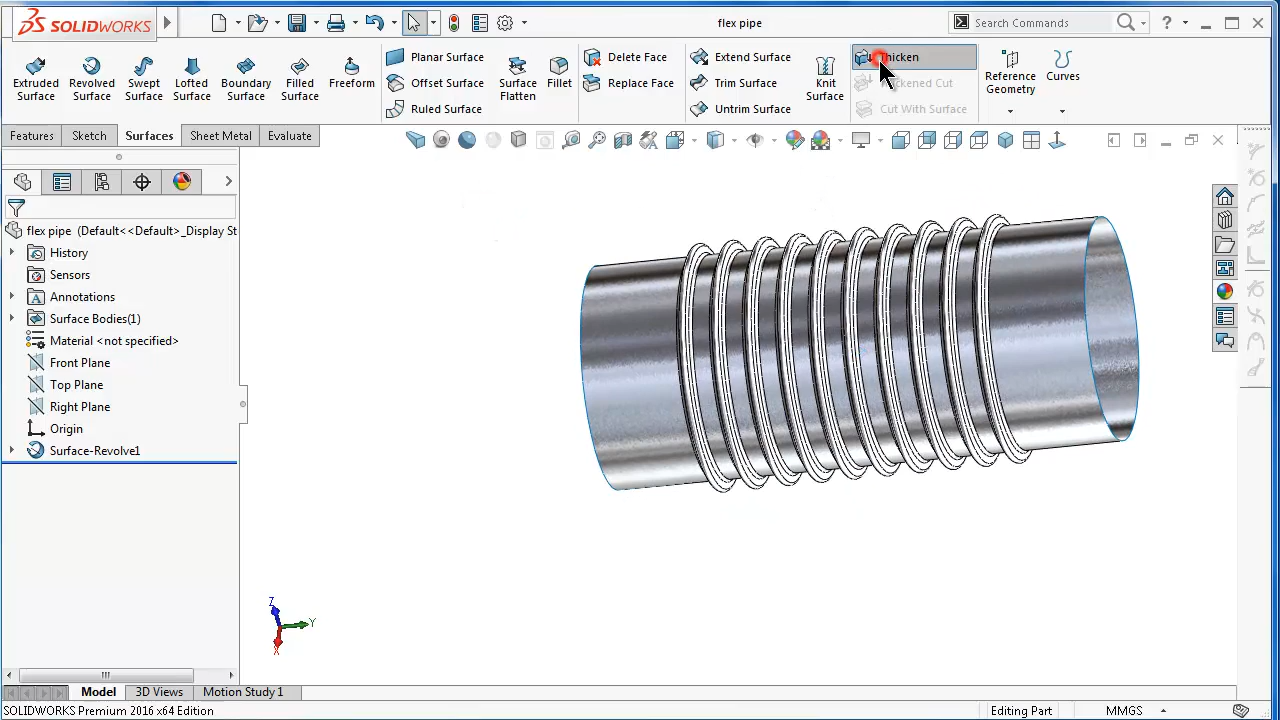 SOLIDWORKS
flex pipe
Search Commands
?
Extruded Surface
Revolved Surface
Swept Surface
Lofted Surface
Boundary Surface
Filled Surface
Freeform
Planar Surface
Offset Surface
Ruled Surface
Surface Flatten
Fillet
Delete Face
Replace Face
Extend Surface
Trim Surface
Untrim Surface
Knit Surface
Thicken
Thickened Cut
Cut With Surface
Reference Geometry
Curves
Features
Sketch
Surfaces
Sheet Metal
Evaluate
flex pipe (Default<<Default>_Display St
History
Sensors
Annotations
Surface Bodies(1)
Material <not specified>
Front Plane
Top Plane
Right Plane
Origin
Surface-Revolve1
Z
Y
X
Model
3D Views
Motion Study 1
SOLIDWORKS Premium 2016 x64 Edition
Editing Part
MMGS